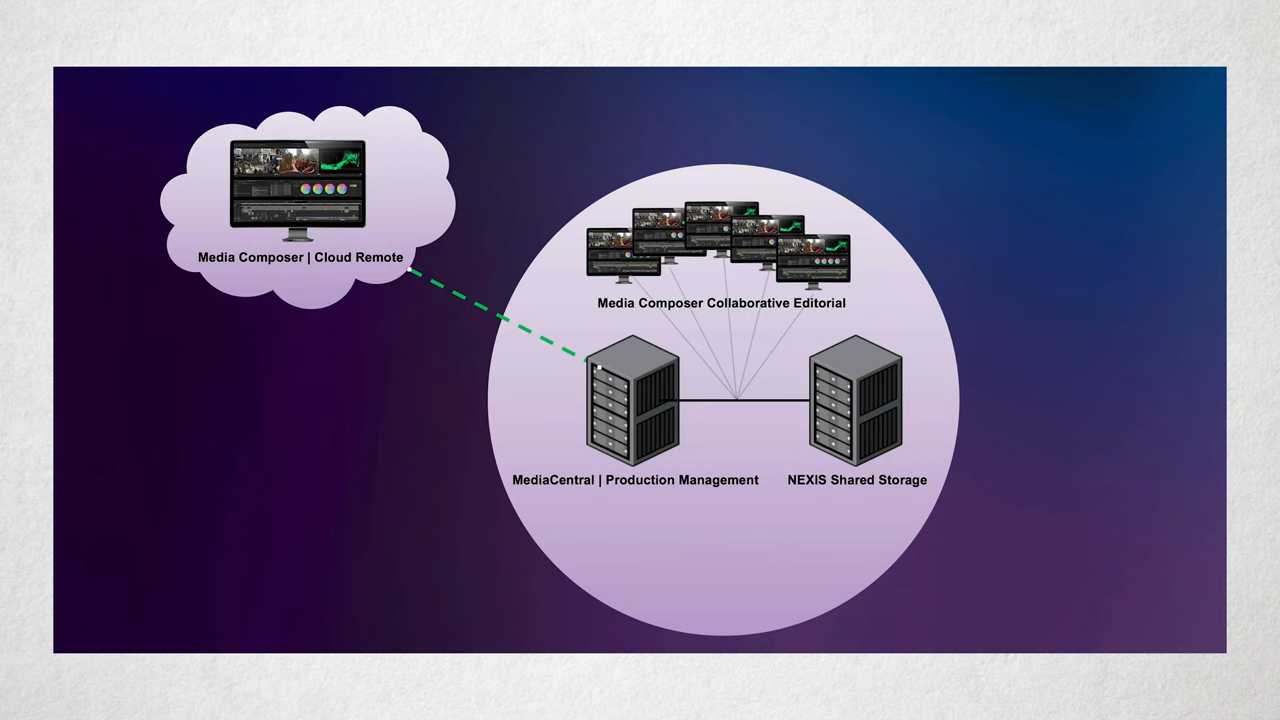 Media Composer | Cloud Remote
Media Composer Collaborative Editorial
MediaCentral | Production Management
NEXIS Shared Storage